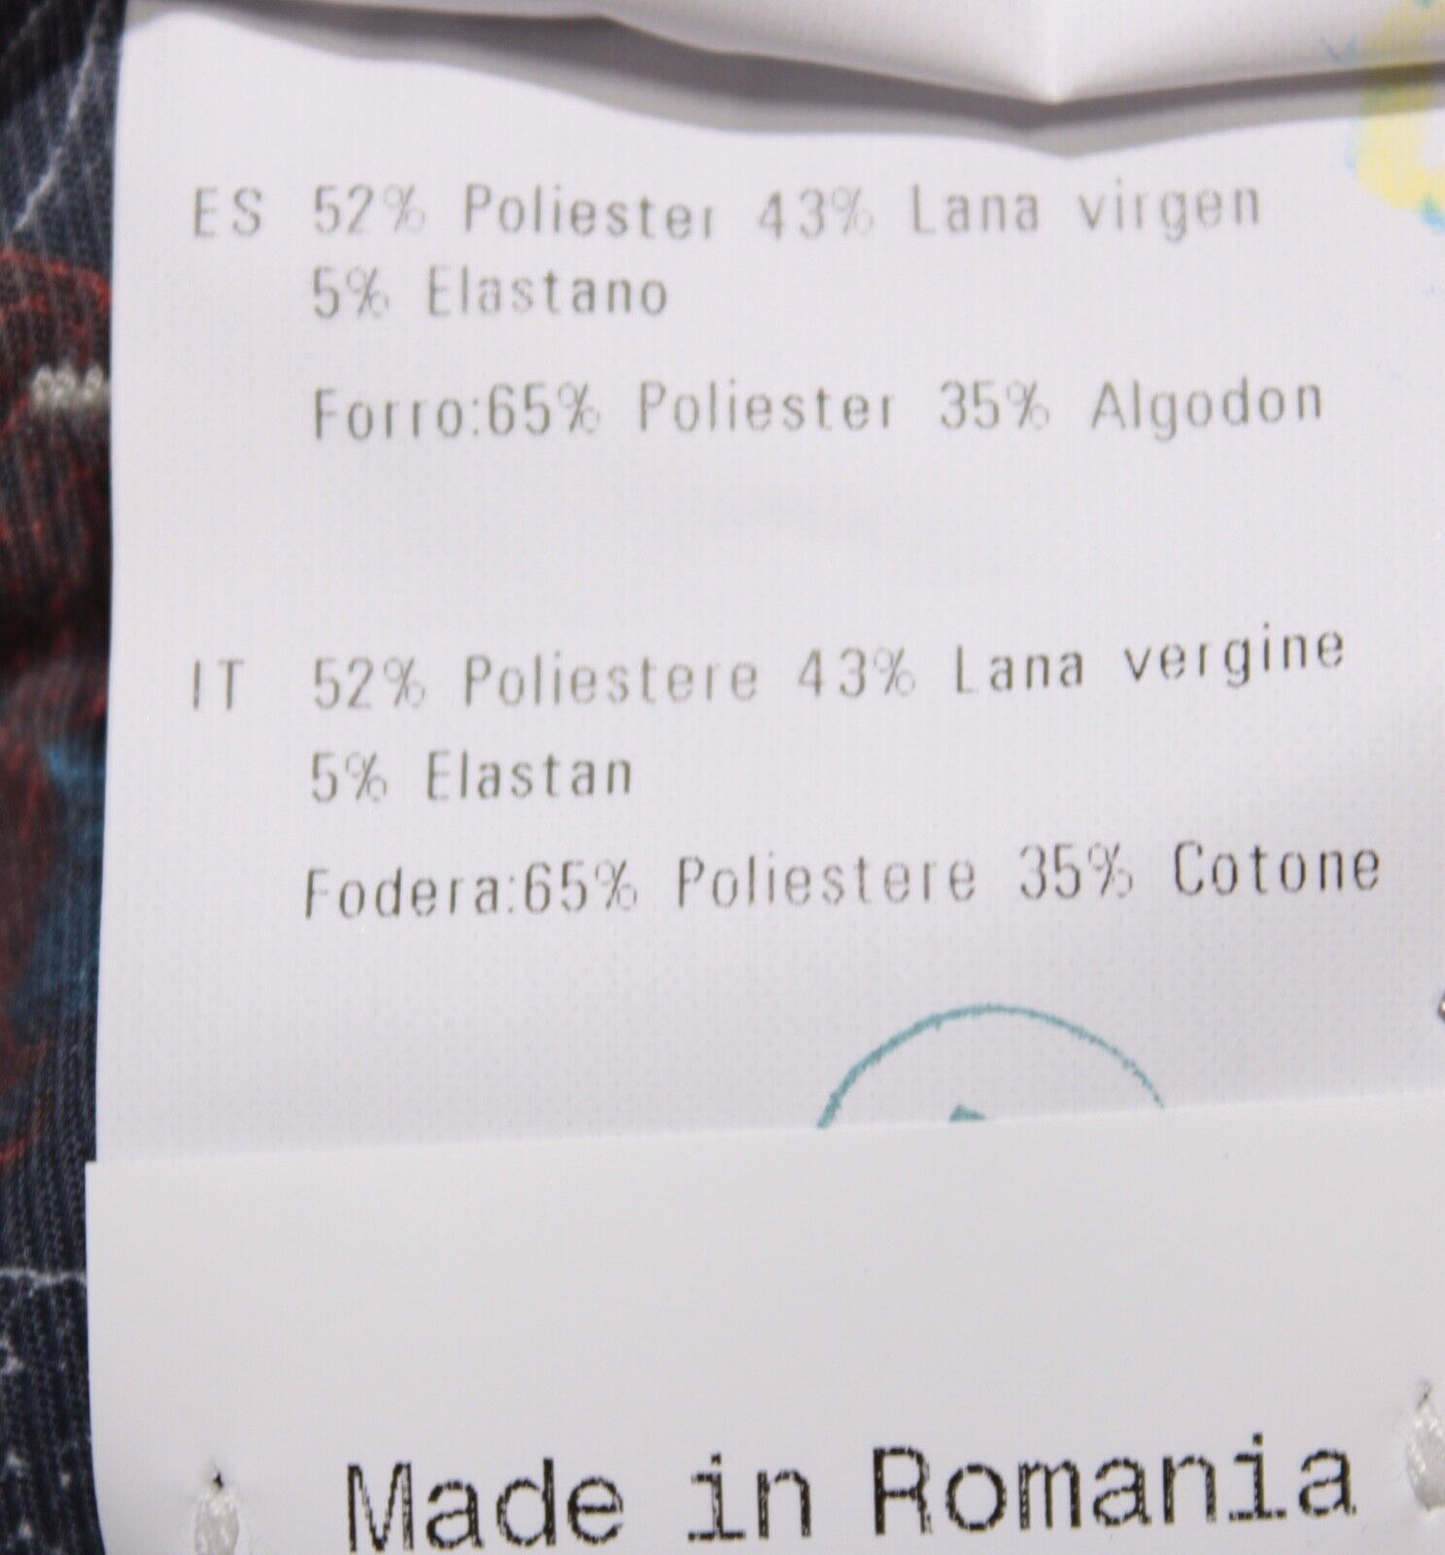 ES 52% Poliester 43% Lana virgen
5% Elastano
Forro:65% Poliester 35% Algodon
IT 52% Poliestere 43% Lana vergine
5% Elastan
Fodera:65% Poliestere 35% Cotone
Made in Romania